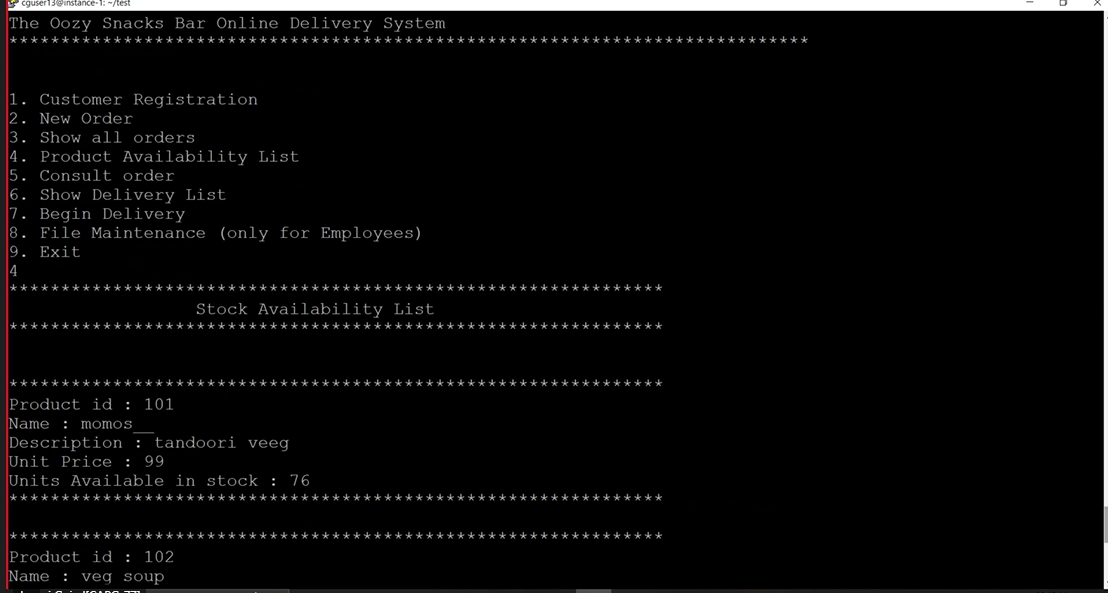 cguser13@instance-1: ~/test
The Oozy Snacks Bar Online Delivery System
*****************************************************************************
1. Customer Registration
2. New Order
3. Show all orders
4. Product Availability List
5. Consult order
6. Show Delivery List
7. Begin Delivery
8. File Maintenance (only for Employees)
9. Exit
4
***************************************************************
Stock Availability List
***************************************************************
***************************************************************
Product id : 101
Name : momos__
Description : tandoori veeg
Unit Price : 99
Units Available in stock : 76
***************************************************************
***************************************************************
Product id : 102
Name : veg soup